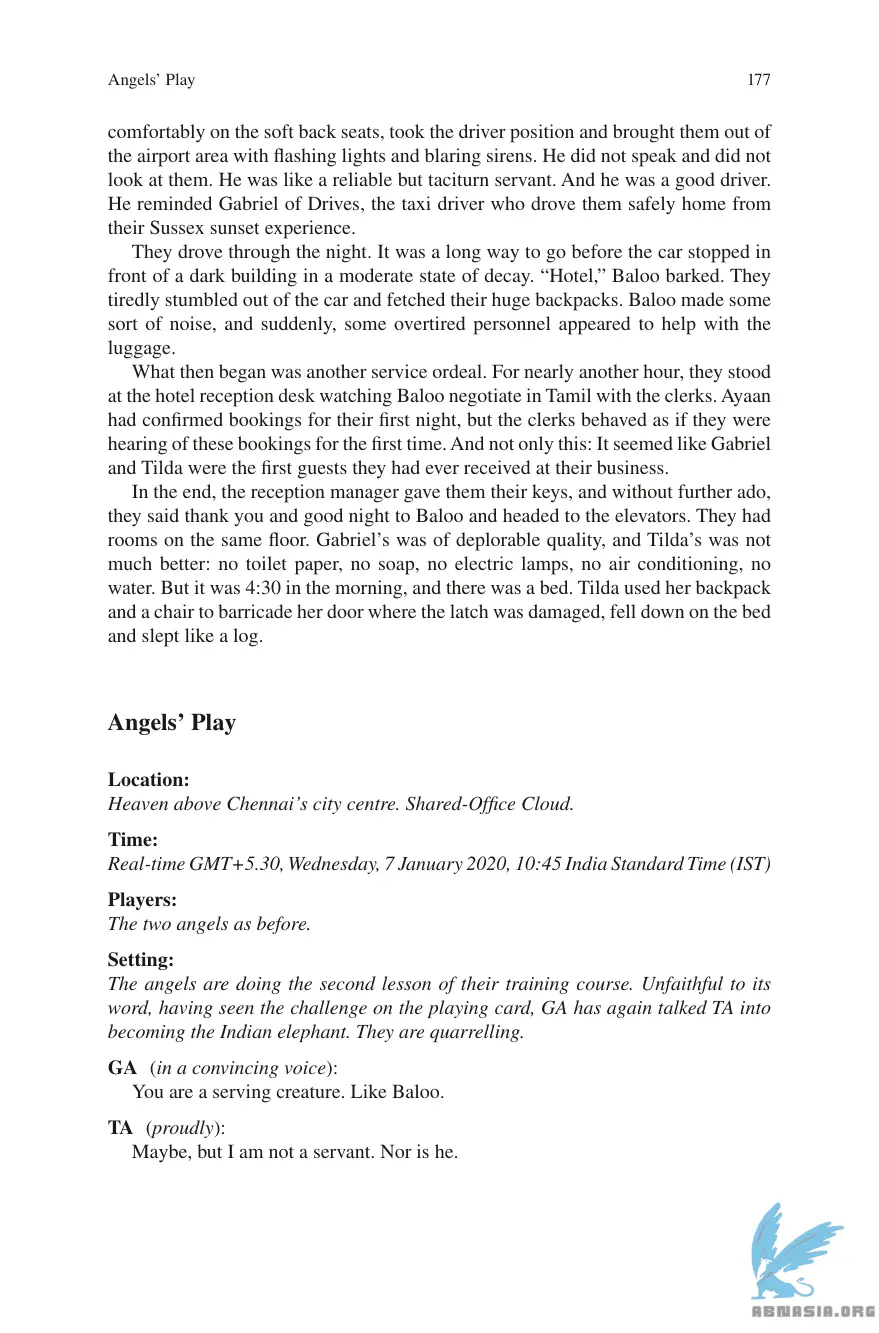 Angels’ Play 177
comfortably on the soft back seats, took the driver position and brought them out of
the airport area with flashing lights and blaring sirens. He did not speak and did not
look at them. He was like a reliable but taciturn servant. And he was a good driver.
He reminded Gabriel of Drives, the taxi driver who drove them safely home from
their Sussex sunset experience.
They drove through the night. It was a long way to go before the car stopped in
front of a dark building in a moderate state of decay. “Hotel,” Baloo barked. They
tiredly stumbled out of the car and fetched their huge backpacks. Baloo made some
sort of noise, and suddenly, some overtired personnel appeared to help with the
luggage.
What then began was another service ordeal. For nearly another hour, they stood
at the hotel reception desk watching Baloo negotiate in Tamil with the clerks. Ayaan
had confirmed bookings for their first night, but the clerks behaved as if they were
hearing of these bookings for the first time. And not only this: It seemed like Gabriel
and Tilda were the first guests they had ever received at their business.
In the end, the reception manager gave them their keys, and without further ado,
they said thank you and good night to Baloo and headed to the elevators. They had
rooms on the same floor. Gabriel’s was of deplorable quality, and Tilda’s was not
much better: no toilet paper, no soap, no electric lamps, no air conditioning, no
water. But it was 4:30 in the morning, and there was a bed. Tilda used her backpack
and a chair to barricade her door where the latch was damaged, fell down on the bed
and slept like a log.
Angels’ Play
Location:
Heaven above Chennai’s city centre. Shared-Office Cloud.
Time:
Real-time GMT+5.30, Wednesday, 7 January 2020, 10:45 India Standard Time (IST)
Players:
The two angels as before.
Setting:
The angels are doing the second lesson of their training course. Unfaithful to its
word, having seen the challenge on the playing card, GA has again talked TA into
becoming the Indian elephant. They are quarrelling.
GA (in a convincing voice):
You are a serving creature. Like Baloo.
TA (proudly):
Maybe, but I am not a servant. Nor is he.
ABNASIA.ORG